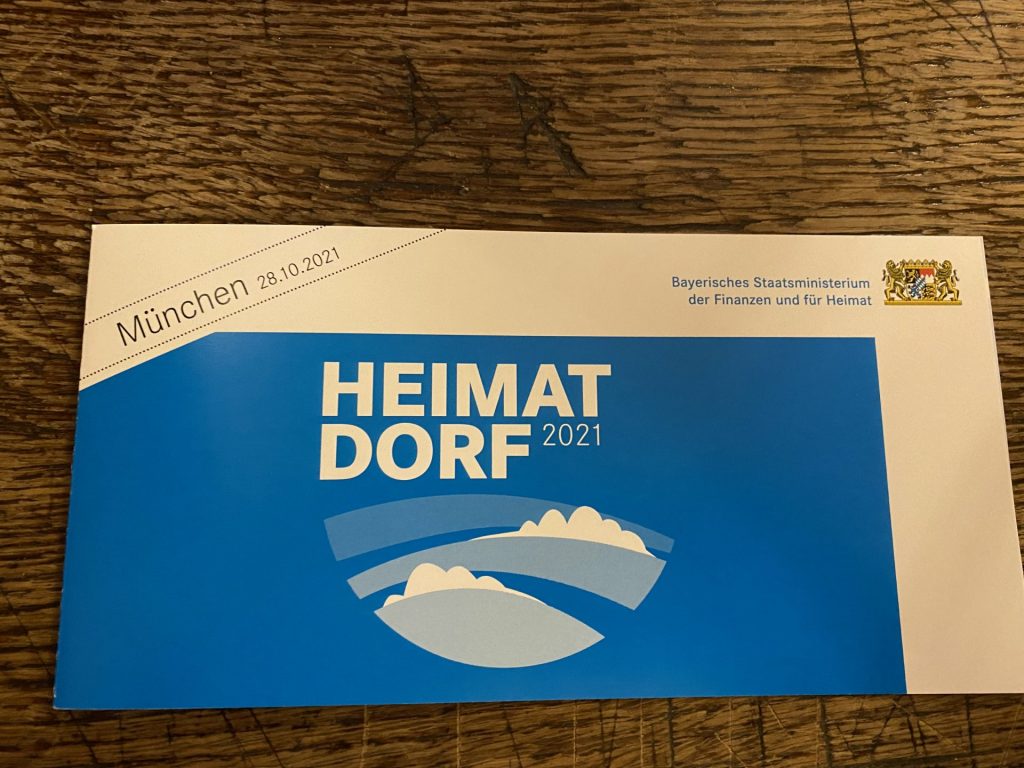 München 28.10.2021
Bayerisches Staatsministerium
der Finanzen und für Heimat
HEIMAT
DORF 2021